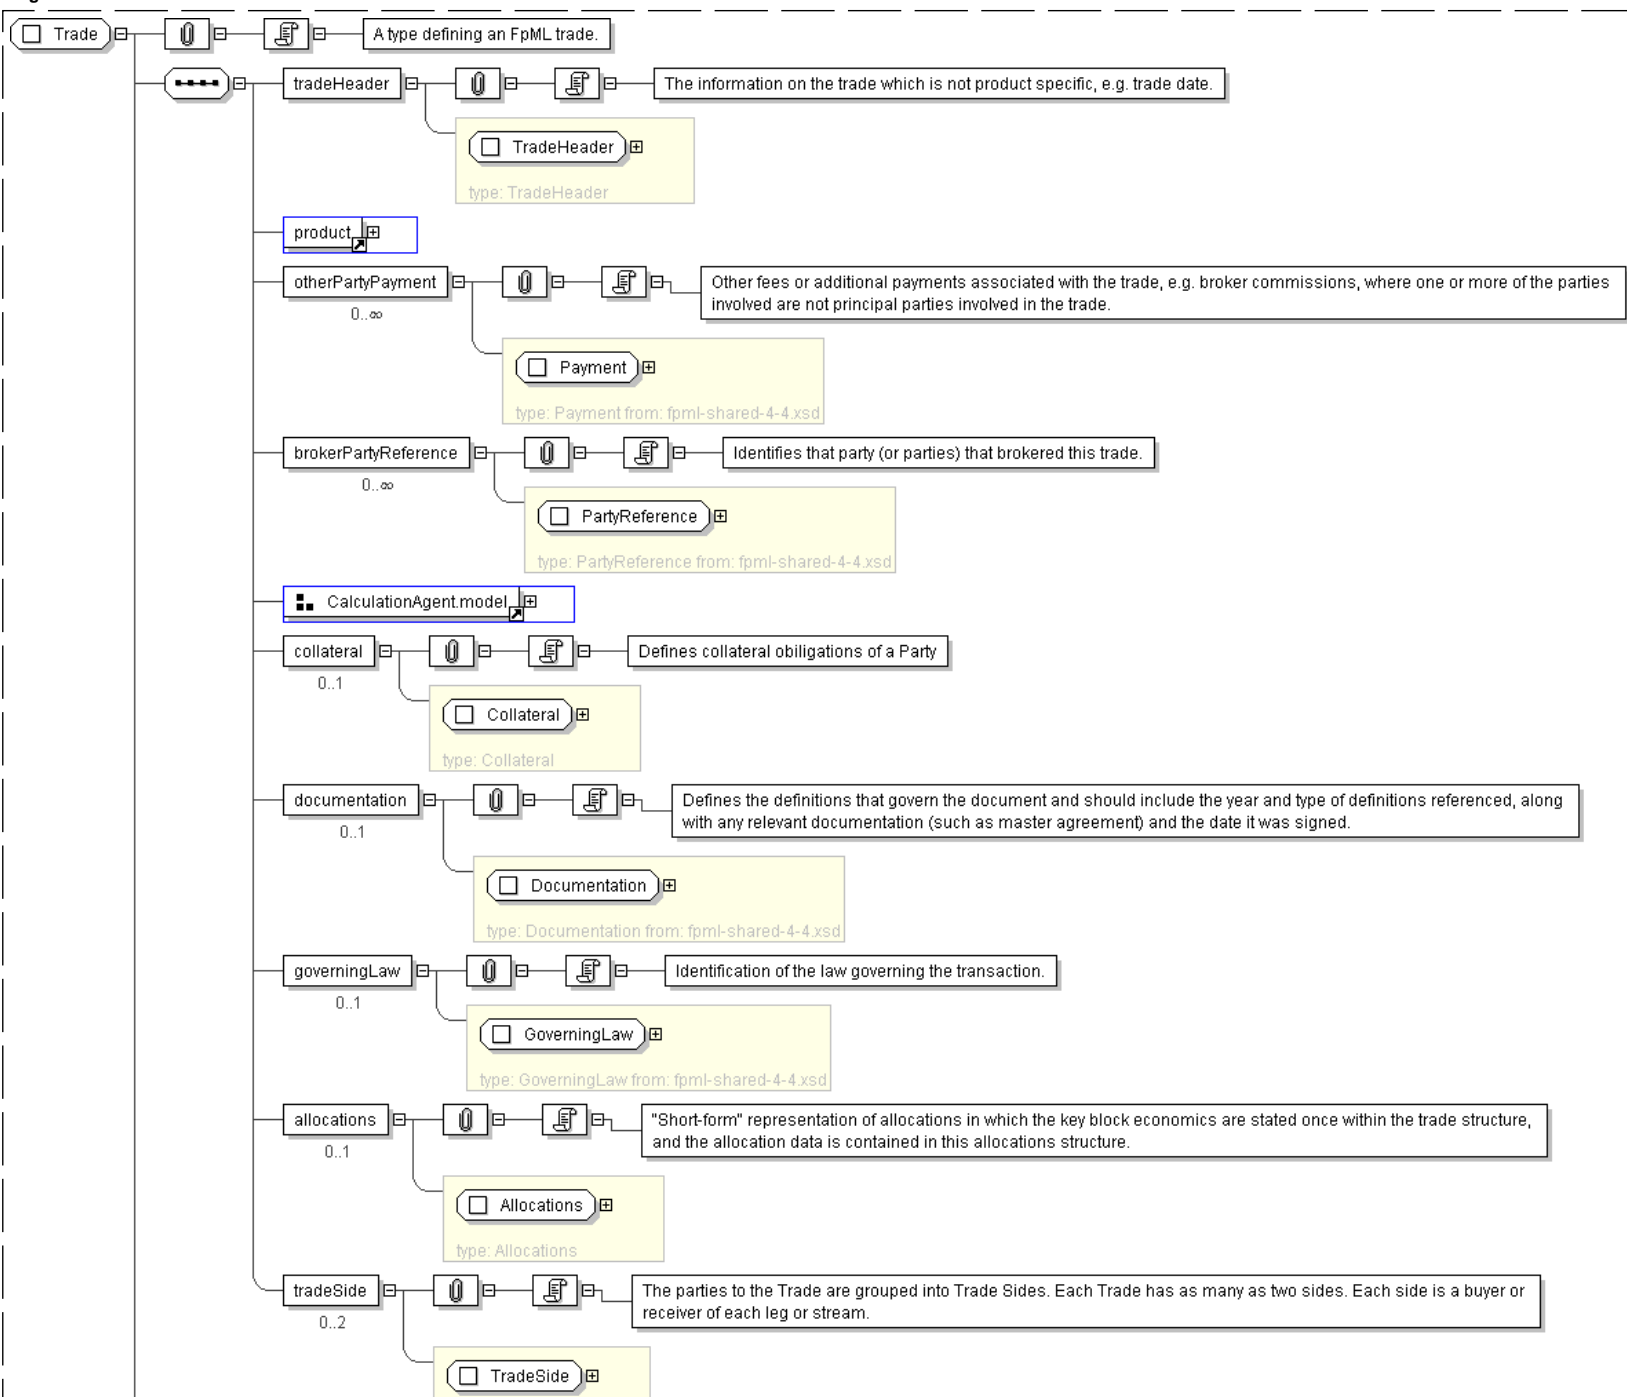 Trade
A type defining an FpML trade.
tradeHeader
The information on the trade which is not product specific, e.g. trade date.
TradeHeader
type: TradeHeader
product
otherPartyPayment
0..∞
Other fees or additional payments associated with the trade, e.g. broker commissions, where one or more of the parties
involved are not principal parties involved in the trade.
Payment
type: Payment from: fpml-shared-4-4.xsd
brokerPartyReference
0..∞
Identifies that party (or parties) that brokered this trade.
PartyReference
type: PartyReference from: fpml-shared-4-4.xsd
CalculationAgent.model
collateral
0..1
Defines collateral obiligations of a Party
Collateral
type: Collateral
documentation
0..1
Defines the definitions that govern the document and should include the year and type of definitions referenced, along
with any relevant documentation (such as master agreement) and the date it was signed.
Documentation
type: Documentation from: fpml-shared-4-4.xsd
governingLaw
0..1
Identification of the law governing the transaction.
GoverningLaw
type: GoverningLaw from: fpml-shared-4-4.xsd
allocations
0..1
"Short-form" representation of allocations in which the key block economics are stated once within the trade structure,
and the allocation data is contained in this allocations structure.
Allocations
type: Allocations
tradeSide
0..2
The parties to the Trade are grouped into Trade Sides. Each Trade has as many as two sides. Each side is a buyer or
receiver of each leg or stream.
TradeSide